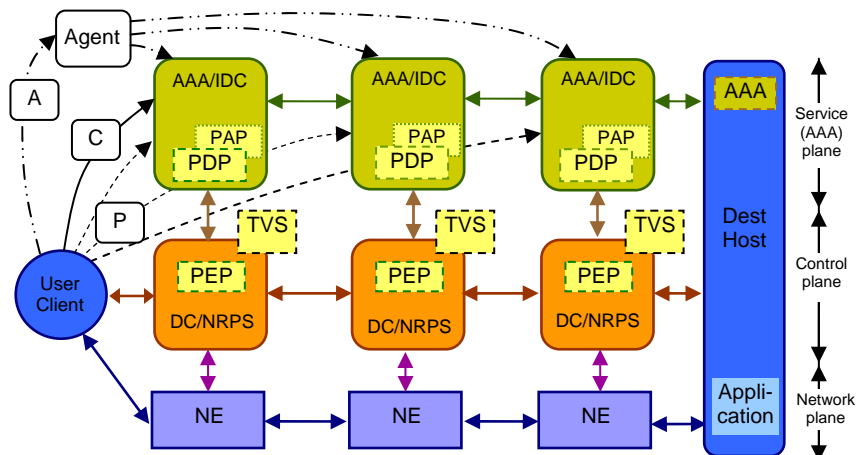 Agent
A
C
P
User
Client
AAA/IDC
PAP
PDP
AAA/IDC
PAP
PDP
AAA/IDC
PAP
PDP
TVS
PEP
DC/NRPS
TVS
PEP
DC/NRPS
TVS
PEP
DC/NRPS
NE
NE
NE
AAA
Dest
Host
Appli-
cation
Service
(AAA)
plane
Control
plane
Network
plane